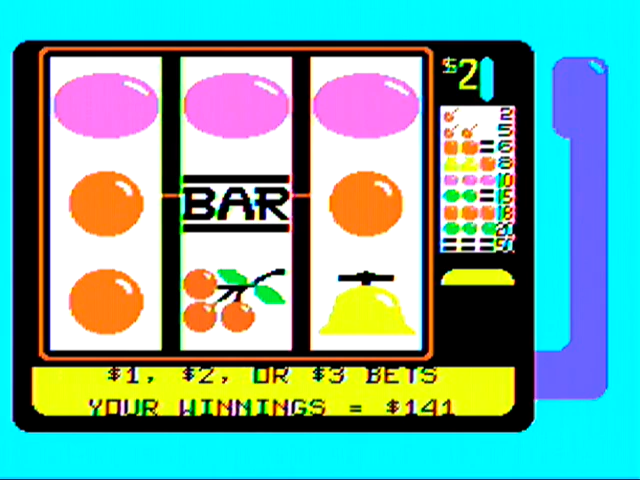 $2
BAR
$1, $2, OR $3 BETS
YOUR WINNINGS = $141